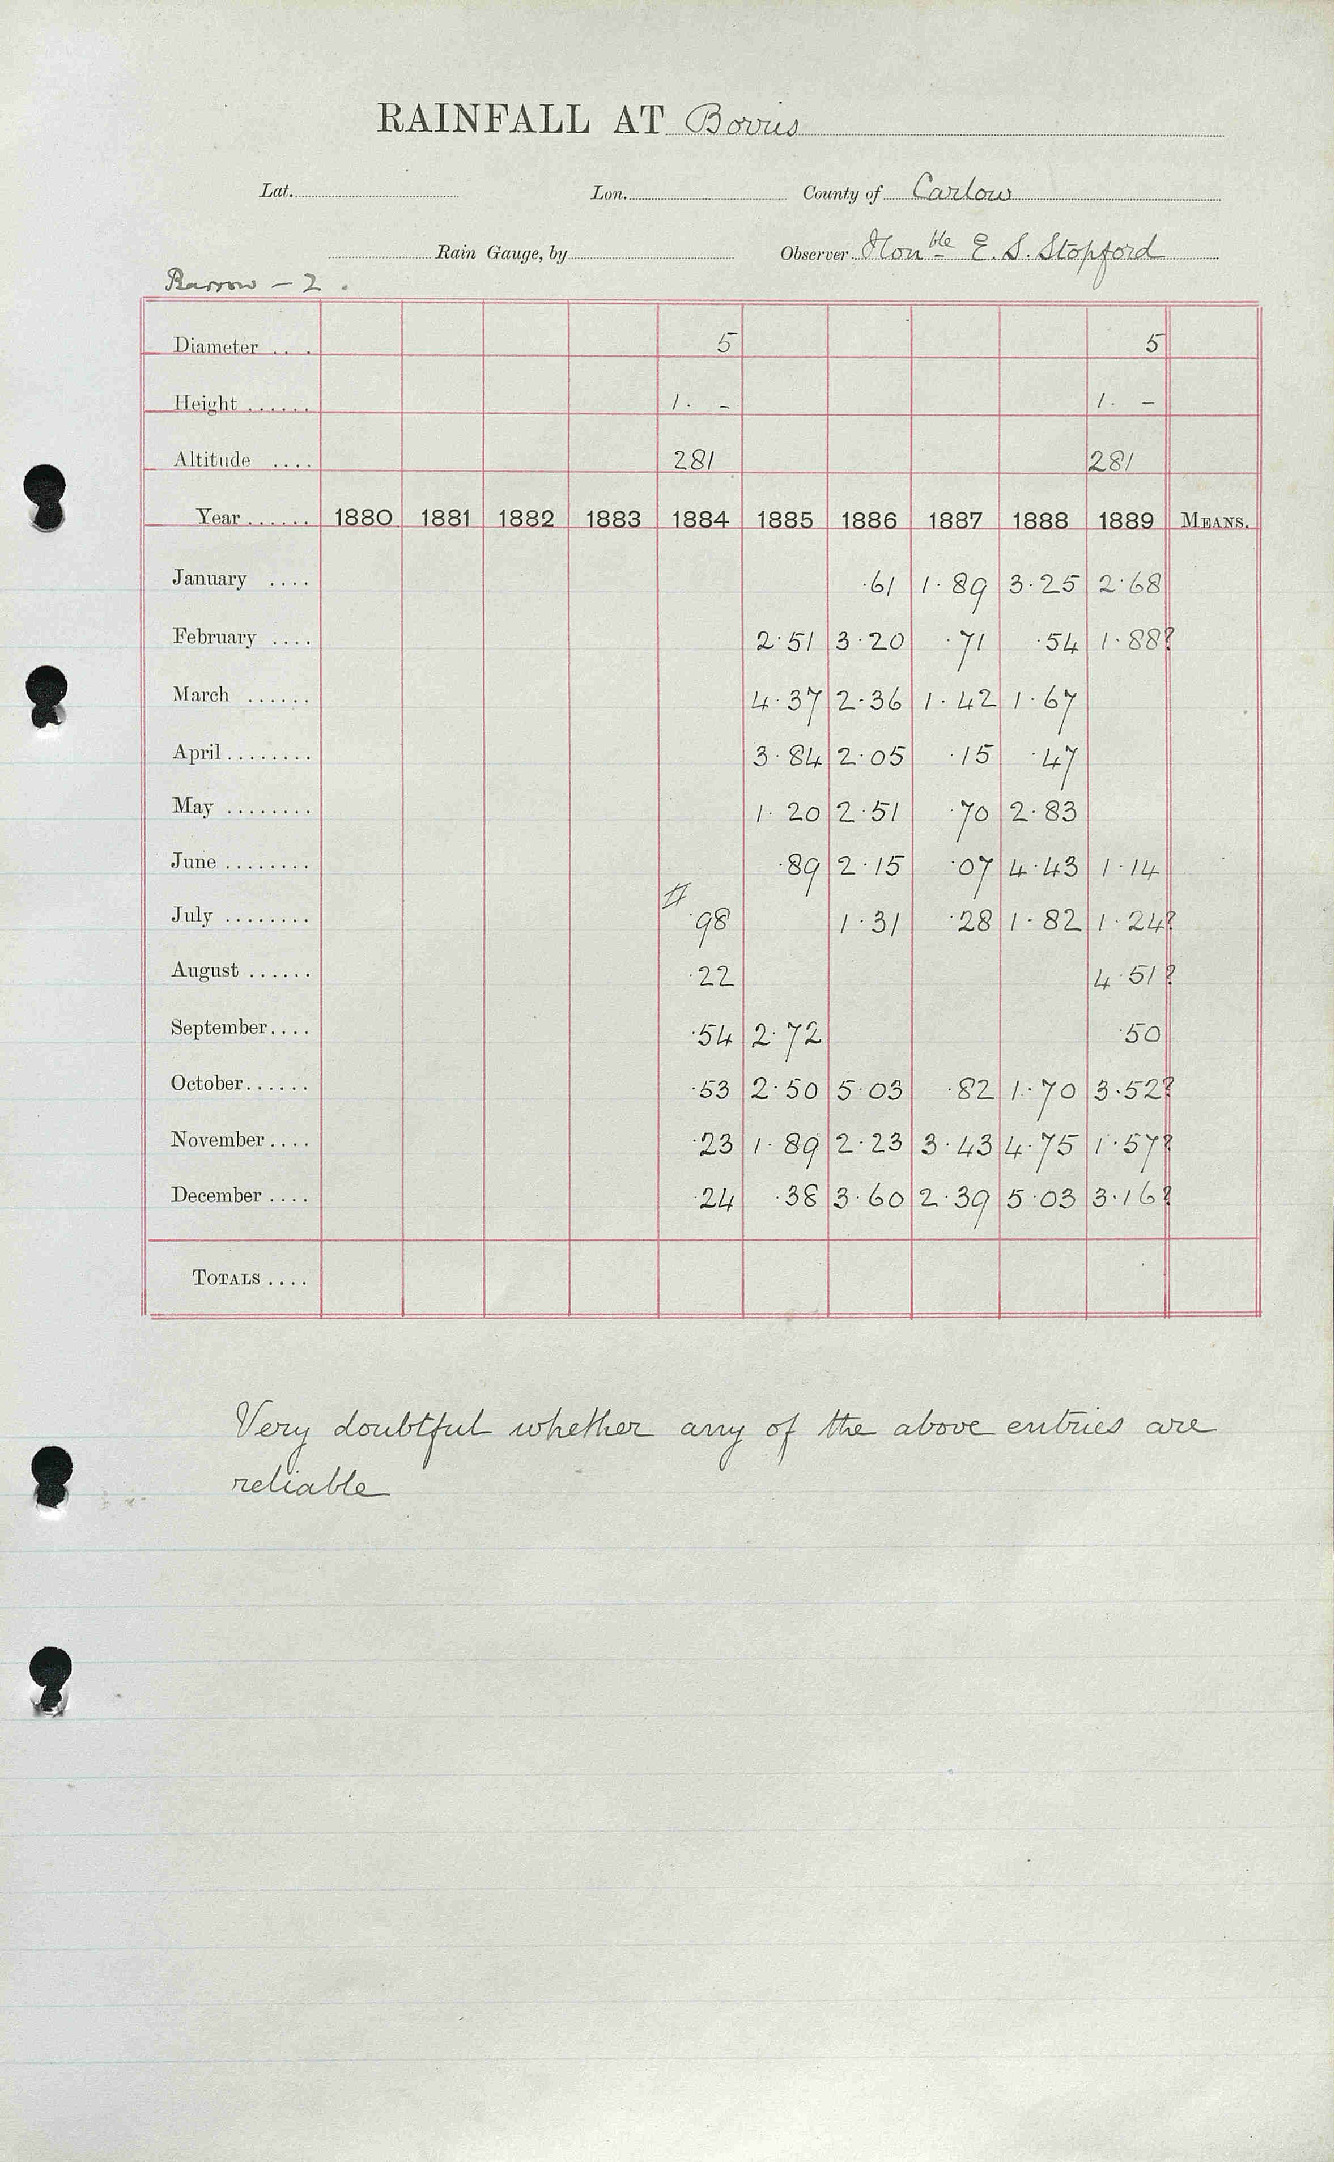 RAINFALL AT Borris
Lat. Lon. County of Carlow
Rain Gauge, by Observer Hon^ble E. S. Stopford
Barrow - 2.
Diameter ... 5 5
Height ...... 1. - 1. -
Altitude .... 281 281
Year ...... 1880 1881 1882 1883 1884 1885 1886 1887 1888 1889 MEANS.
January .... ·61 1·89 3·25 2·68
February .... 2·51 3·20 ·71 ·54 1·88?
March ...... 4·37 2·36 1·42 1·67
April ........ 3·84 2·05 ·15 ·47
May ........ 1·20 2·51 ·70 2·83
June ........ ·89 2·15 ·07 4·43 1·14
July ........ # ·98 1·31 ·28 1·82 1·24?
August ...... ·22 4·51?
September .... ·54 2·72 ·50
October ...... ·53 2·50 5·03 ·82 1·70 3·52?
November .... ·23 1·89 2·23 3·43 4·75 1·57?
December .... ·24 ·38 3·60 2·39 5·03 3·16?
TOTALS ....
Very doubtful whether any of the above entries are
reliable